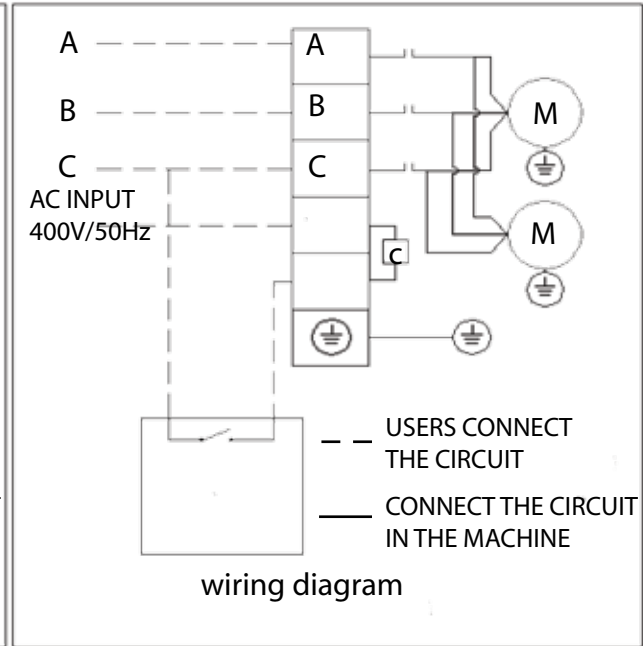 A
A
B
B
M
C
C
AC INPUT
400V/50Hz
M
c
USERS CONNECT
THE CIRCUIT
CONNECT THE CIRCUIT
IN THE MACHINE
wiring diagram